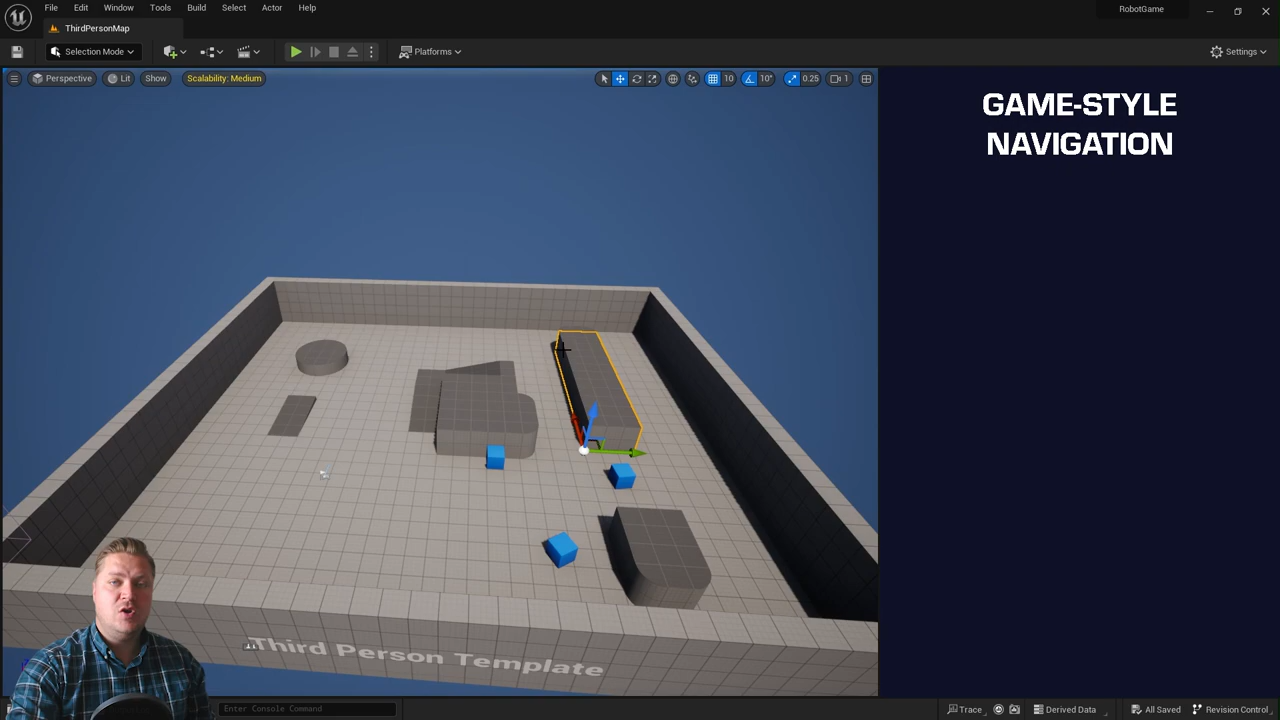 File Edit Window Tools Build Select Actor Help
RobotGame
ThirdPersonMap
Selection Mode
Platforms
Settings
Perspective Lit Show Scalability: Medium
10 10° 0.25 1
GAME-STYLE
NAVIGATION
Third Person Template
Enter Console Command
Trace Derived Data All Saved Revision Control